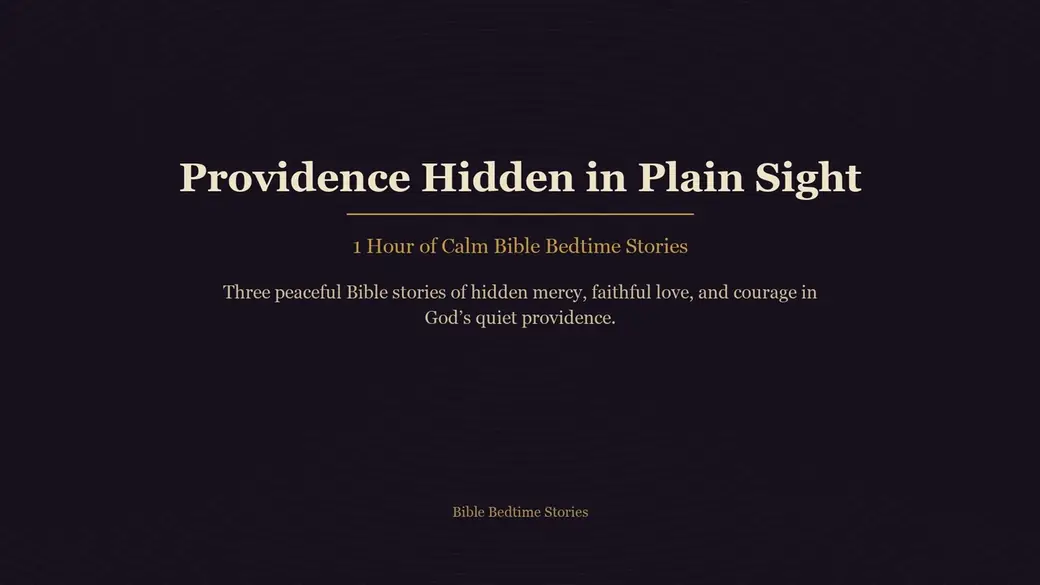 Providence Hidden in Plain Sight
1 Hour of Calm Bible Bedtime Stories
Three peaceful Bible stories of hidden mercy, faithful love, and courage in
God’s quiet providence.
Bible Bedtime Stories